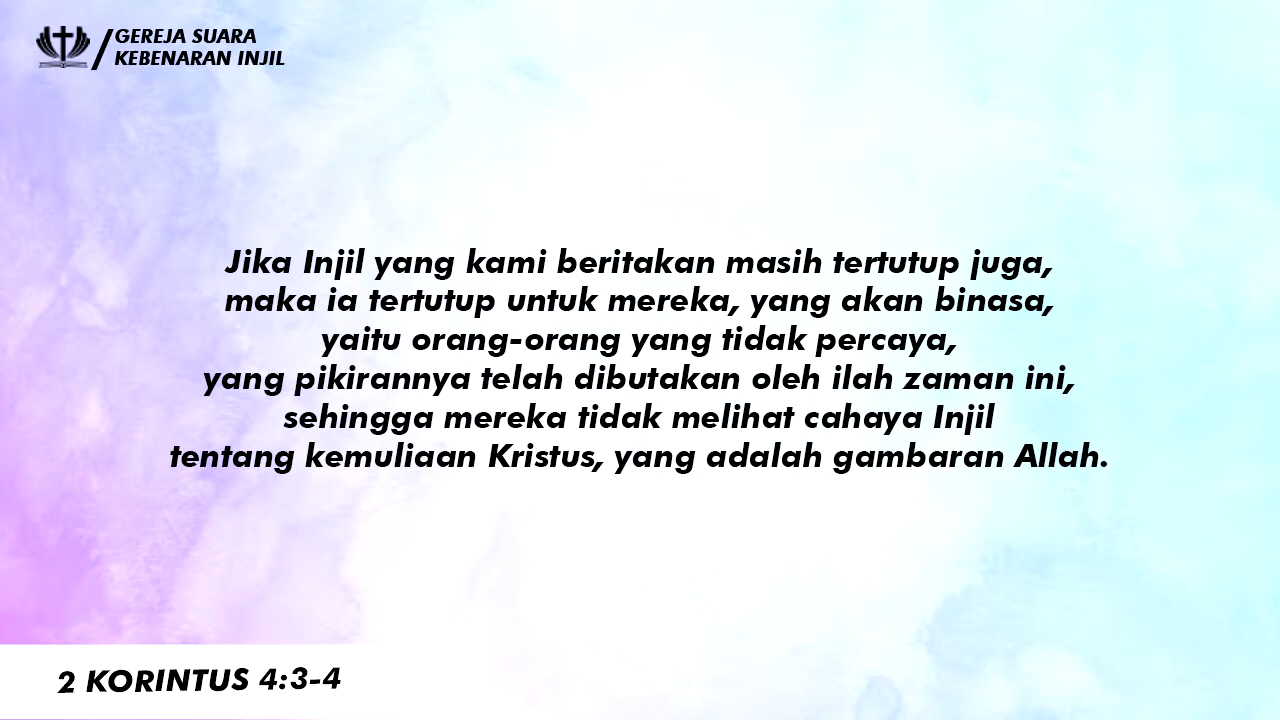 GEREJA SUARA
KEBENARAN INJIL
Jika Injil yang kami beritakan masih tertutup juga,
maka ia tertutup untuk mereka, yang akan binasa,
yaitu orang-orang yang tidak percaya,
yang pikirannya telah dibutakan oleh ilah zaman ini,
sehingga mereka tidak melihat cahaya Injil
tentang kemuliaan Kristus, yang adalah gambaran Allah.
2 KORINTUS 4:3-4